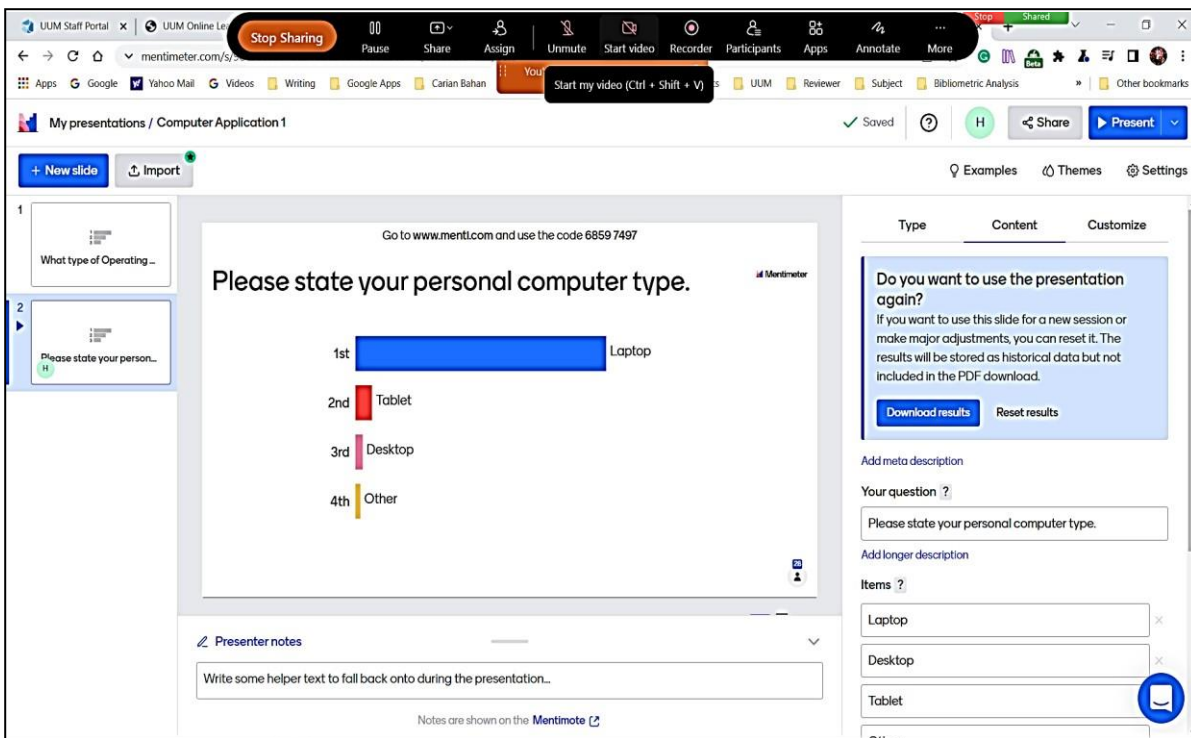 UUM Staff Portal
UUM Online Le
Stop Sharing
Pause
Share
Assign
Unmute
Start video
Recorder
Participants
Apps
Annotate
More
Stop
Shared
mentimeter.com/s/
You
Start my video (Ctrl + Shift + V)
Beta
Apps
Google
Yahoo Mail
Videos
Writing
Google Apps
Carian Bahan
UUM
Reviewer
Subject
Bibliometric Analysis
»
Other bookmarks
My presentations / Computer Application 1
Saved
H
Share
Present
+ New slide
Import
Examples
Themes
Settings
1
What type of Operating ...
2
Please state your person...
H
Go to www.menti.com and use the code 6859 7497
Please state your personal computer type.
Mentimeter
1st
Laptop
2nd
Tablet
3rd
Desktop
4th
Other
26
Presenter notes
Write some helper text to fall back onto during the presentation...
Notes are shown on the Mentimote
Type
Content
Customize
Do you want to use the presentation
again?
If you want to use this slide for a new session or
make major adjustments, you can reset it. The
results will be stored as historical data but not
included in the PDF download.
Download results
Reset results
Add meta description
Your question ?
Please state your personal computer type.
Add longer description
Items ?
Laptop
Desktop
Tablet